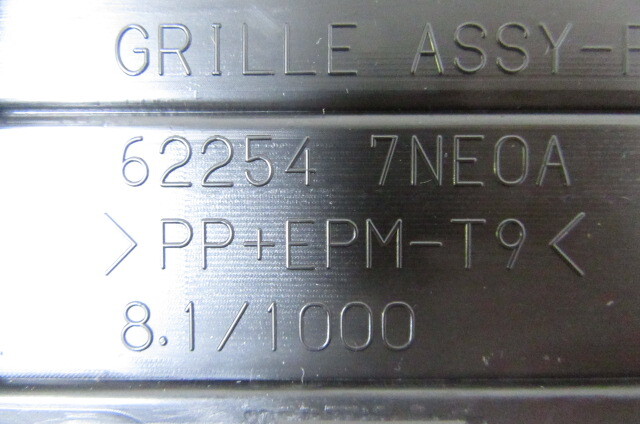 GRILLE ASSY-F
62254 7NE0A
>PP+EPM-T9<
8.1/1000